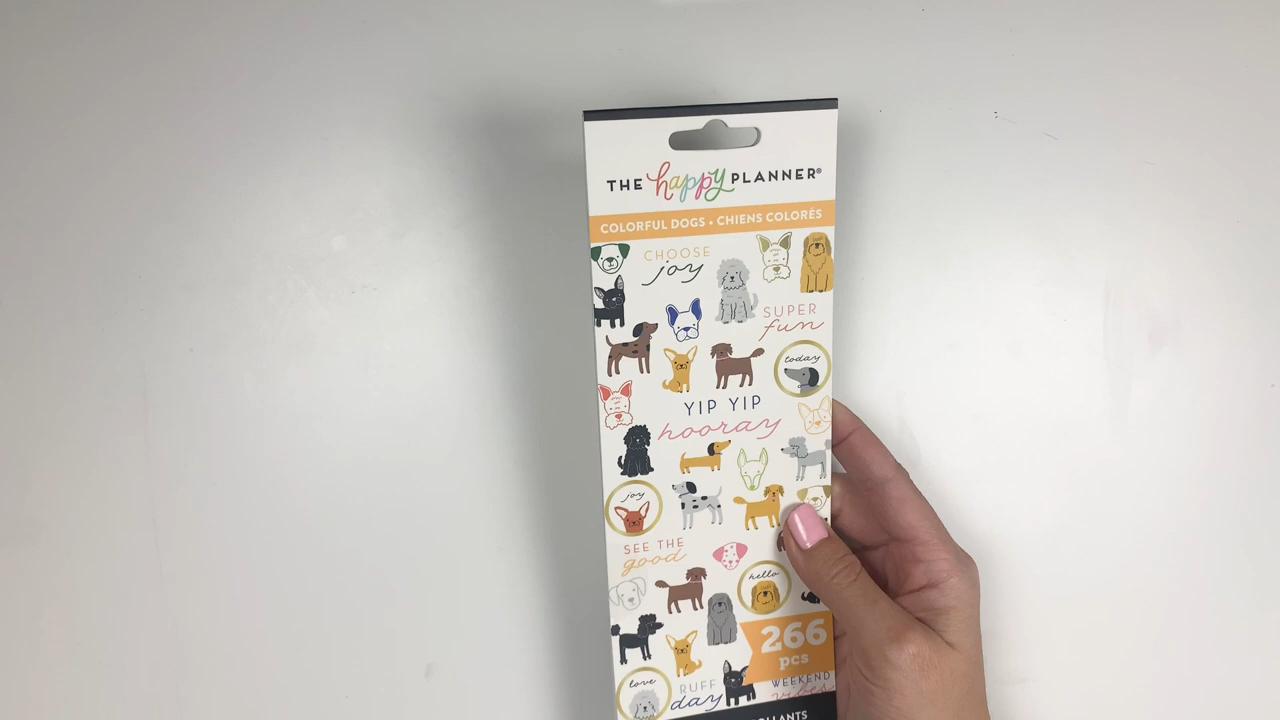 THE happy PLANNER®
COLORFUL DOGS • CHIENS COLORÉS
CHOOSE
joy
SUPER
fun
today
YIP YIP
hooray
joy
SEE THE
good
hello
266
pcs
love
RUFF
day
WEEKEND
vibes